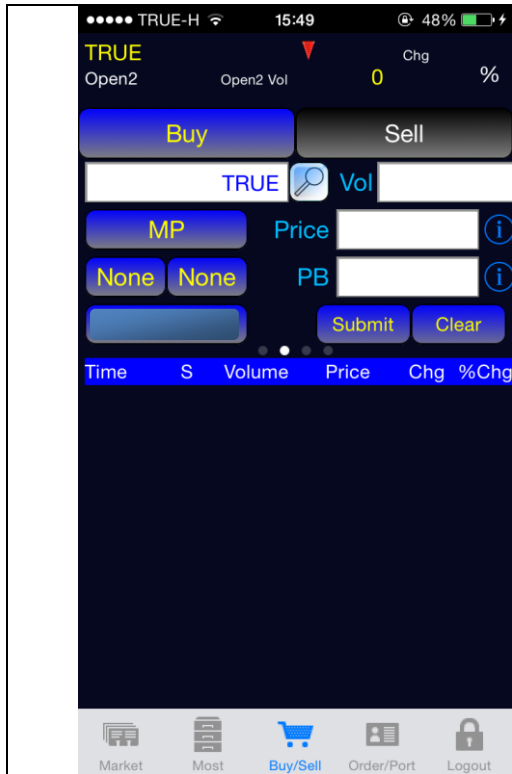 TRUE-H 15:49 48%
TRUE Chg
Open2 Open2 Vol 0 %
Buy Sell
TRUE Vol
MP Price i
None None PB i
Submit Clear
Time S Volume Price Chg %Chg
Market Most Buy/Sell Order/Port Logout